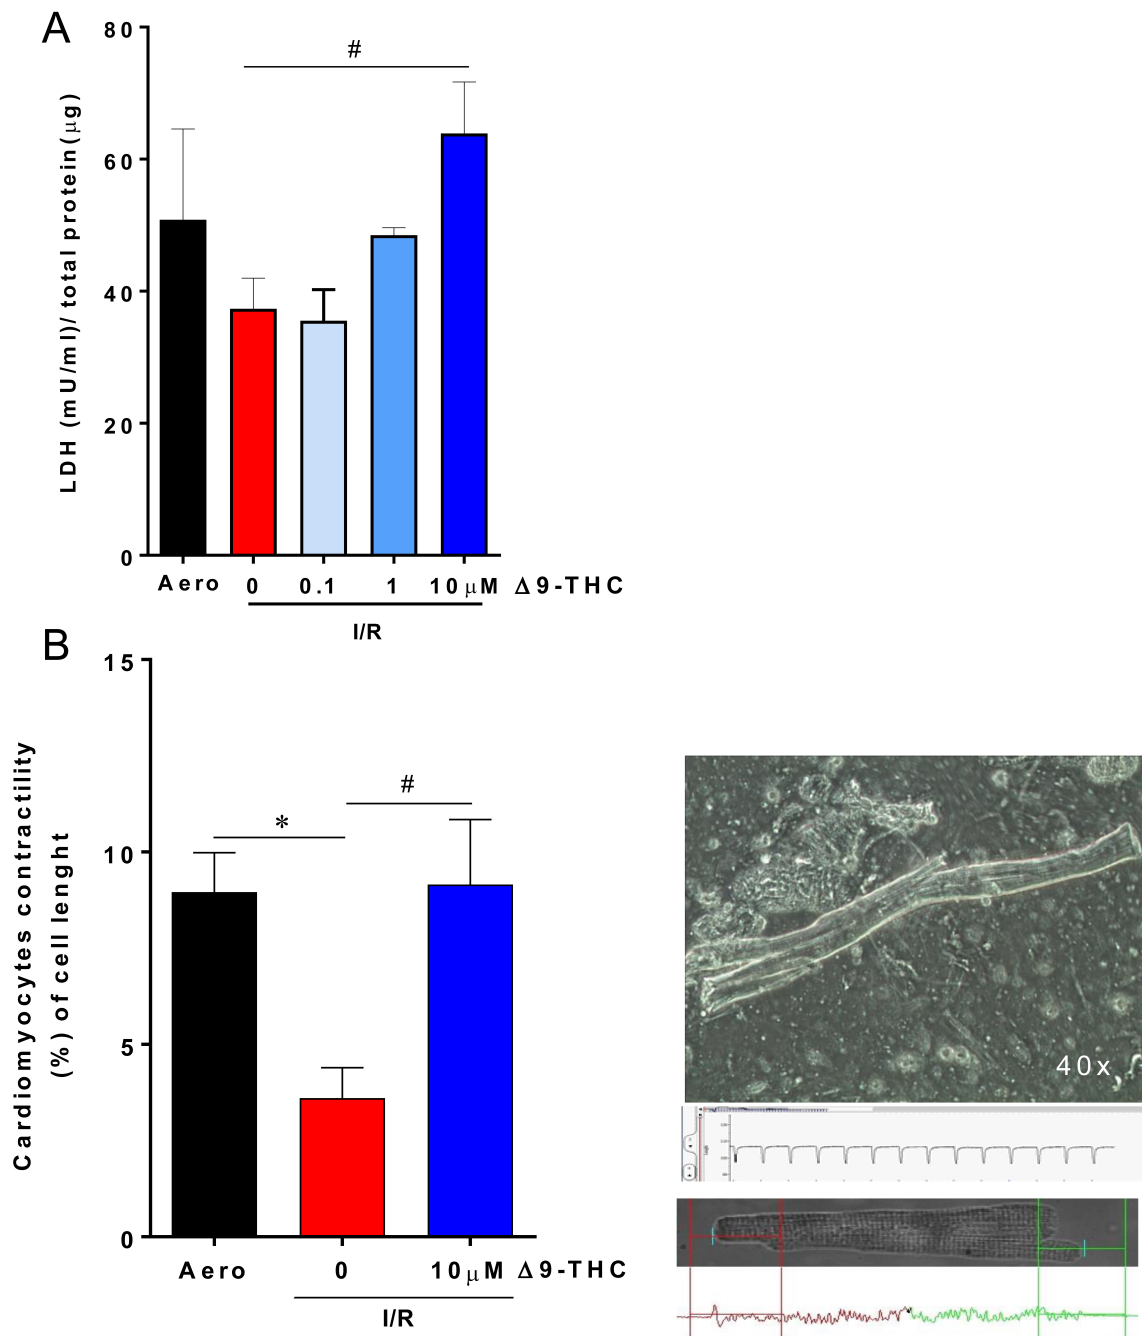 A
80
#
60
40
20
0
LDH (mU/ml)/ total protein(μg)
Aero 0 0.1 1 10μM Δ9-THC
I/R
B
15
#
*
10
5
0
Cardiomyocytes contractility
(%) of cell lenght
40x
Aero 0 10μM Δ9-THC
I/R